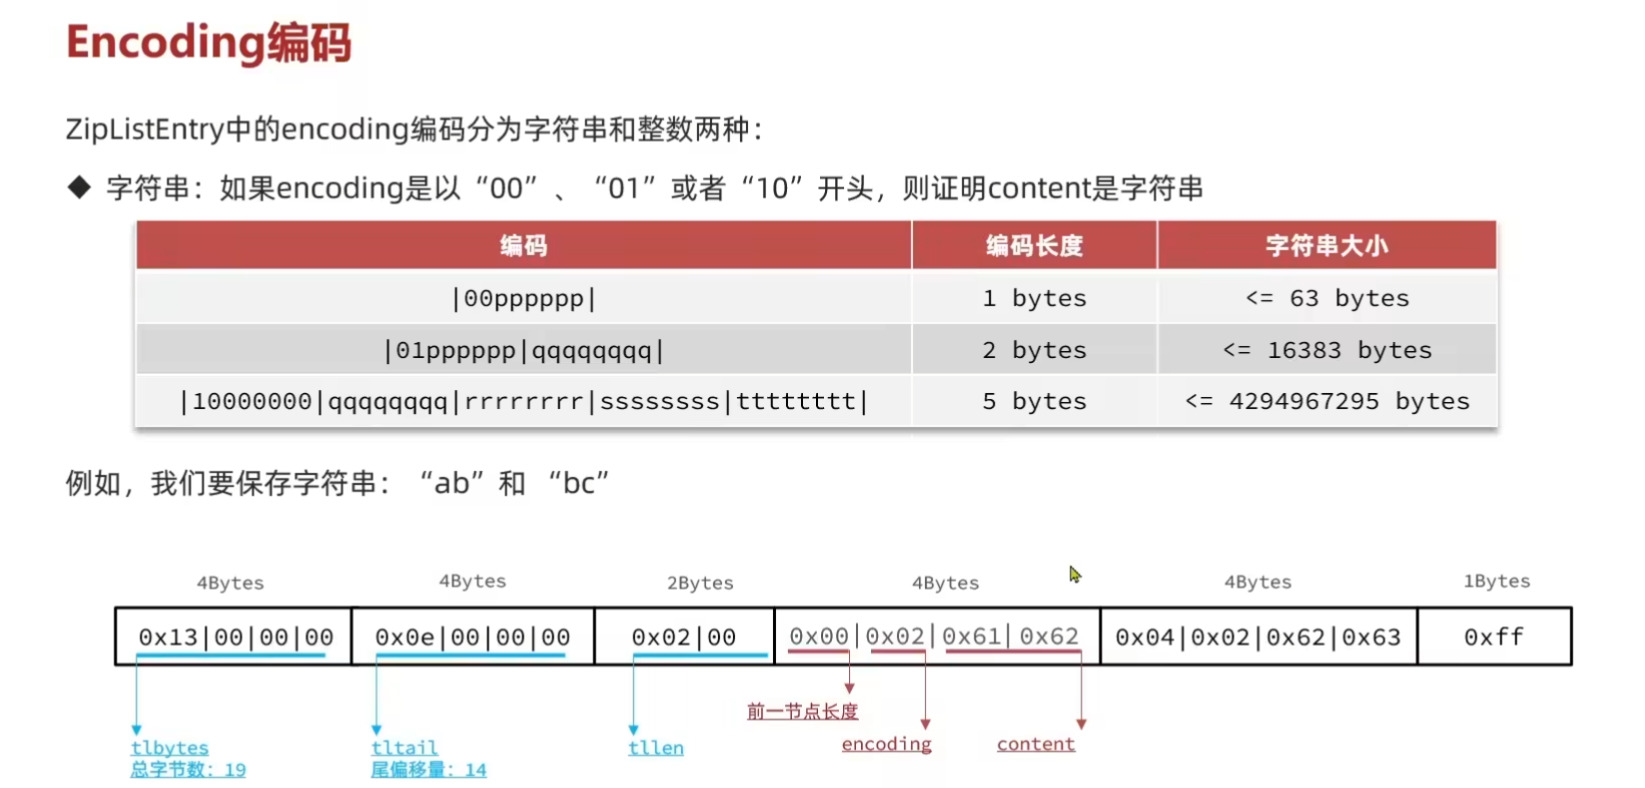 Encoding编码
ZipListEntry中的encoding编码分为字符串和整数两种：
◆ 字符串：如果encoding是以“00”、“01”或者“10”开头，则证明content是字符串
编码 编码长度 字符串大小
|00pppppp| 1 bytes <= 63 bytes
|01pppppp|qqqqqqqq| 2 bytes <= 16383 bytes
|10000000|qqqqqqqq|rrrrrrrr|ssssssss|tttttttt| 5 bytes <= 4294967295 bytes
例如，我们要保存字符串：“ab”和 “bc”
4Bytes 4Bytes 2Bytes 4Bytes 4Bytes 1Bytes
0x13|00|00|00 0x0e|00|00|00 0x02|00 0x00|0x02|0x61|0x62 0x04|0x02|0x62|0x63 0xff
前一节点长度
tlbytes tltail tllen encoding content
总字节数：19 尾偏移量：14